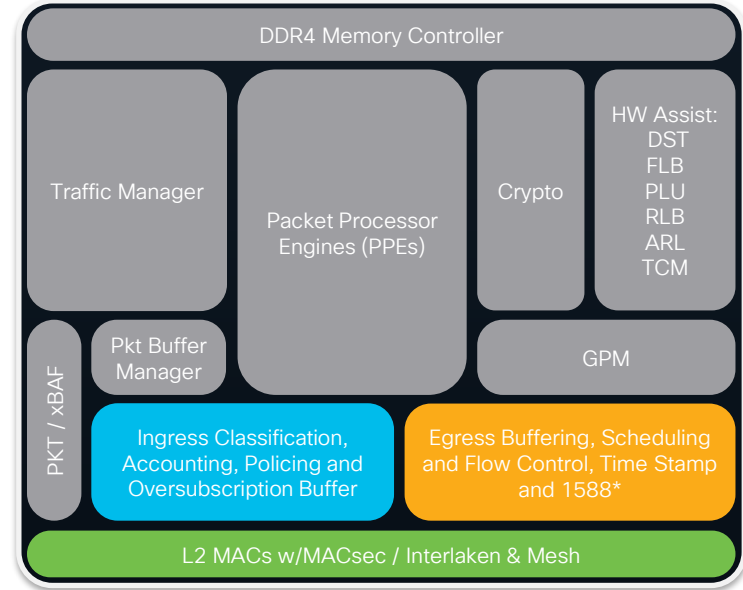 DDR4 Memory Controller
Traffic Manager
Packet Processor
Engines (PPEs)
Crypto
HW Assist:
DST
FLB
PLU
RLB
ARL
TCM
PKT / xBAF
Pkt Buffer
Manager
GPM
Ingress Classification,
Accounting, Policing and
Oversubscription Buffer
Egress Buffering, Scheduling
and Flow Control, Time Stamp
and 1588*
L2 MACs w/MACsec / Interlaken & Mesh